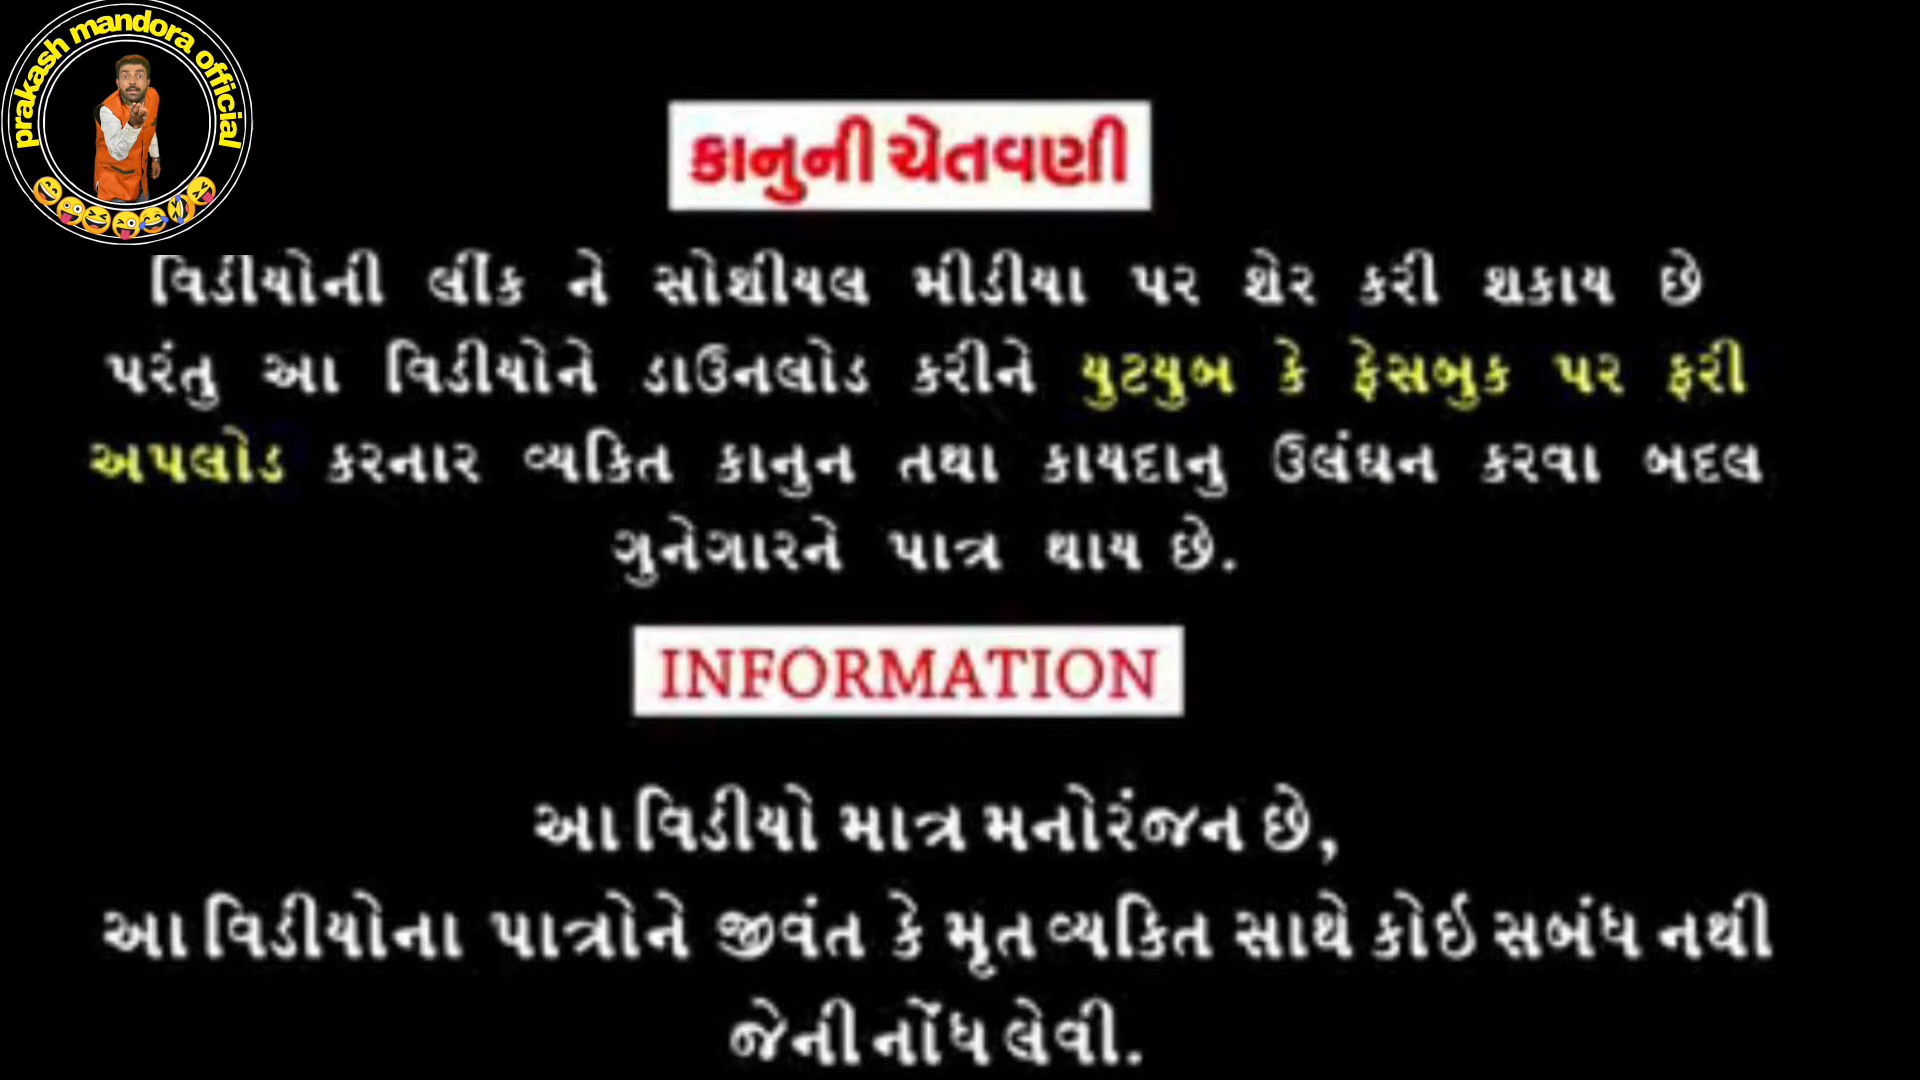 prakash mandora official
કાનુની ચેતવણી
વિડીયોની લીંક ને સોશીયલ મીડીયા પર શેર કરી શકાય છે
પરંતુ આ વિડીયોને ડાઉનલોડ કરીને યુટયુબ કે ફેસબુક પર ફરી
અપલોડ કરનાર વ્યકિત કાનુન તથા કાયદાનુ ઉલંઘન કરવા બદલ
ગુનેગારને પાત્ર થાય છે.
INFORMATION
આ વિડીયો માત્ર મનોરંજન છે,
આ વિડીયોના પાત્રોને જીવંત કે મૃત વ્યકિત સાથે કોઇ સબંધ નથી
જેની નોંધ લેવી.